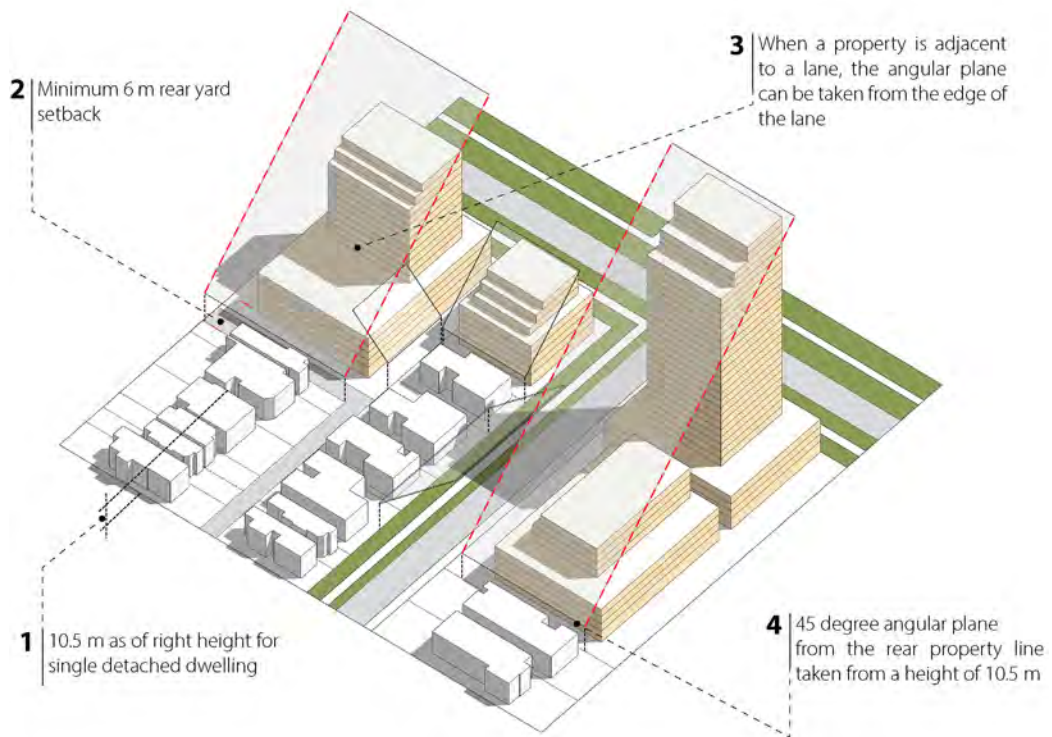 2 Minimum 6 m rear yard
setback
3 When a property is adjacent
to a lane, the angular plane
can be taken from the edge of
the lane
1 10.5 m as of right height for
single detached dwelling
4 45 degree angular plane
from the rear property line
taken from a height of 10.5 m